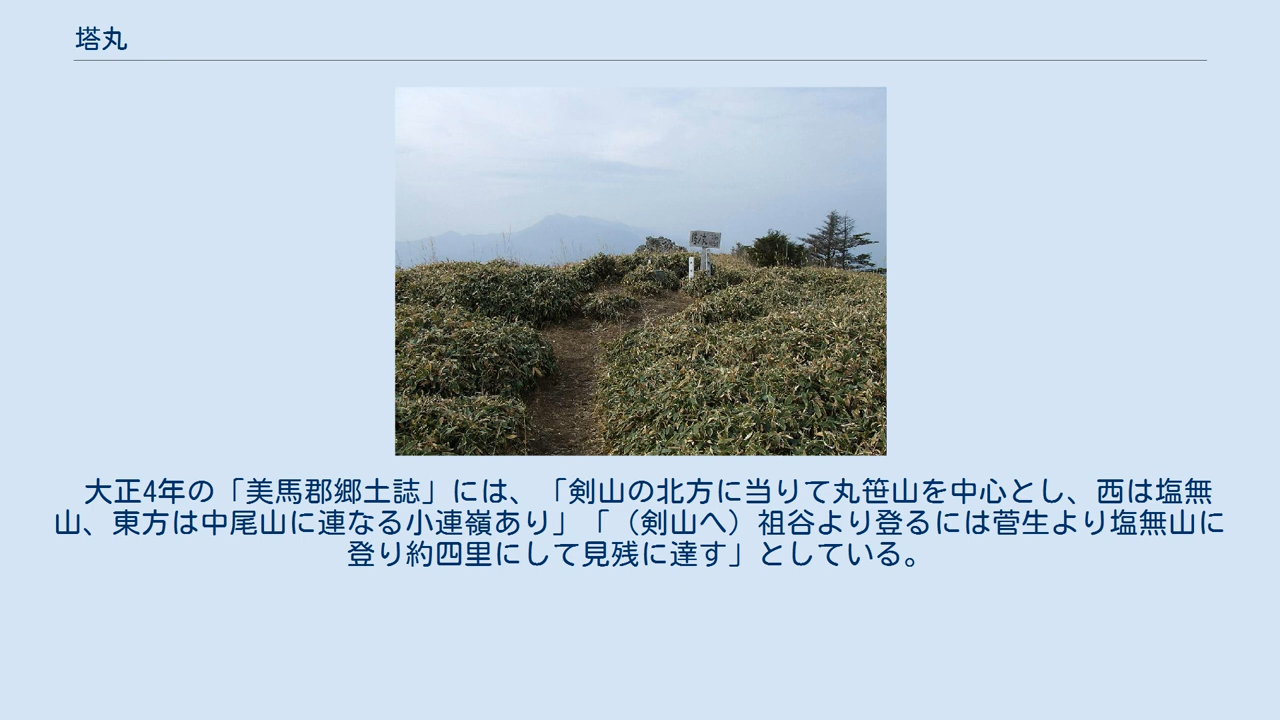 塔丸
大正4年の「美馬郡郷土誌」には、「剣山の北方に当りて丸笹山を中心とし、西は塩無
山、東方は中尾山に連なる小連嶺あり」「（剣山へ）祖谷より登るには菅生より塩無山に
登り約四里にして見残に達す」としている。